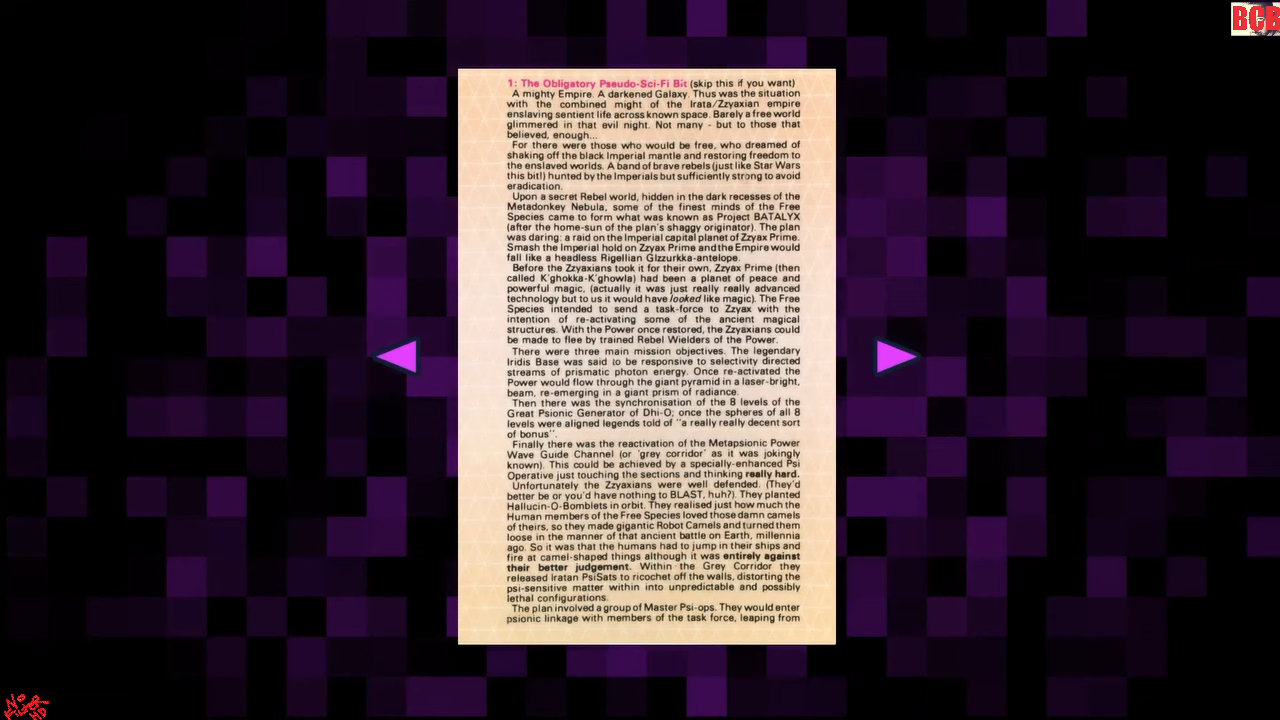 BCB
1: The Obligatory Pseudo-Sci-Fi Bit (skip this if you want)
A mighty Empire. A darkened Galaxy. Thus was the situation
with the combined might of the Irata/Zzyaxian empire
enslaving sentient life across known space. Barely a free world
glimmered in that evil night. Not many - but to those that
believed, enough...
For there were those who would be free, who dreamed of
shaking off the black Imperial mantle and restoring freedom to
the enslaved worlds. A band of brave rebels (just like Star Wars
this bit!) hunted by the Imperials but sufficiently strong to avoid
eradication.
Upon a secret Rebel world, hidden in the dark recesses of the
Metadonkey Nebula, some of the finest minds of the Free
Species came to form what was known as Project BATALYX
(after the home-sun of the plan's shaggy originator). The plan
was daring: a raid on the Imperial capital planet of Zzyax Prime.
Smash the Imperial hold on Zzyax Prime and the Empire would
fall like a headless Rigellian Glzzurkka-antelope.
Before the Zzyaxians took it for their own, Zzyax Prime (then
called K'ghokka-K'ghowla) had been a planet of peace and
powerful magic, (actually it was just really really advanced
technology but to us it would have looked like magic). The Free
Species intended to send a task-force to Zzyax with the
intention of re-activating some of the ancient magical
structures. With the Power once restored, the Zzyaxians could
be made to flee by trained Rebel Wielders of the Power.
There were three main mission objectives. The legendary
Iridis Base was said to be responsive to selectivity directed
streams of prismatic photon energy. Once re-activated the
Power would flow through the giant pyramid in a laser-bright,
beam, re-emerging in a giant prism of radiance.
Then there was the synchronisation of the 8 levels of the
Great Psionic Generator of Dhi-O; once the spheres of all 8
levels were aligned legends told of "a really really decent sort
of bonus".
Finally there was the reactivation of the Metapsionic Power
Wave Guide Channel (or 'grey corridor' as it was jokingly
known). This could be achieved by a specially-enhanced Psi
Operative just touching the sections and thinking really hard.
Unfortunately the Zzyaxians were well defended. (They'd
better be or you'd have nothing to BLAST, huh?). They planted
Hallucin-O-Bomblets in orbit. They realised just how much the
Human members of the Free Species loved those damn camels
of theirs, so they made gigantic Robot Camels and turned them
loose in the manner of that ancient battle on Earth, millennia
ago. So it was that the humans had to jump in their ships and
fire at camel-shaped things although it was entirely against
their better judgement. Within the Grey Corridor they
released Iratan PsiSats to ricochet off the walls, distorting the
psi-sensitive matter within into unpredictable and possibly
lethal configurations.
The plan involved a group of Master Psi-ops. They would enter
psionic linkage with members of the task force, leaping from